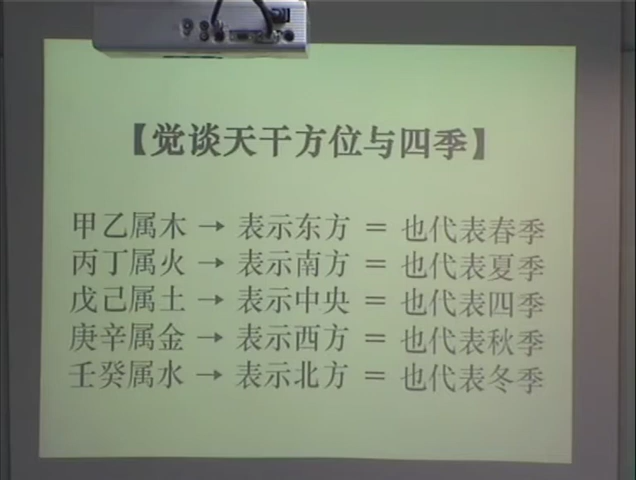 【觉谈天干方位与四季】
甲乙属木 → 表示东方 = 也代表春季
丙丁属火 → 表示南方 = 也代表夏季
戊己属土 → 表示中央 = 也代表四季
庚辛属金 → 表示西方 = 也代表秋季
壬癸属水 → 表示北方 = 也代表冬季